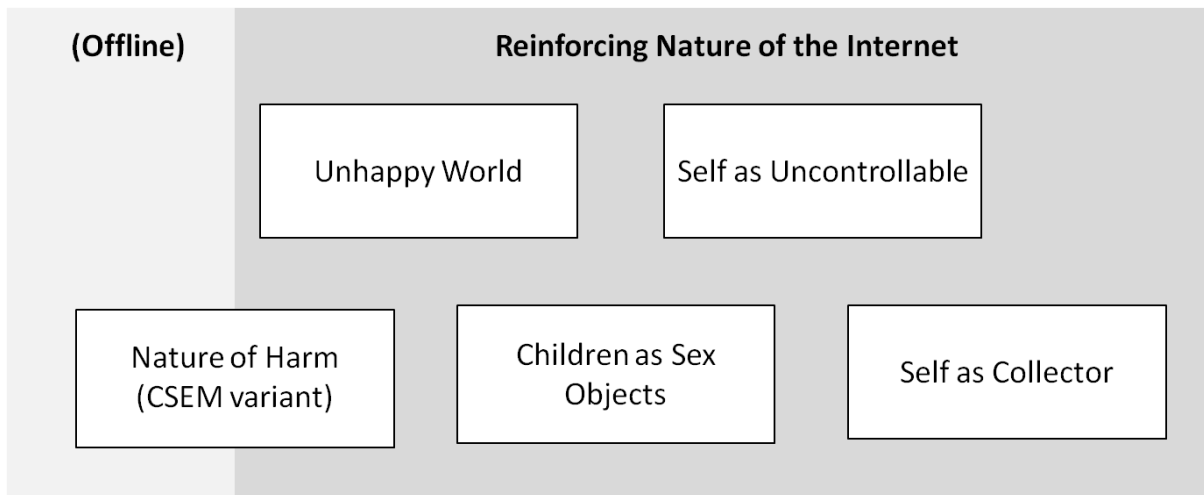 (Offline)
Reinforcing Nature of the Internet
Unhappy World
Self as Uncontrollable
Nature of Harm
(CSEM variant)
Children as Sex
Objects
Self as Collector